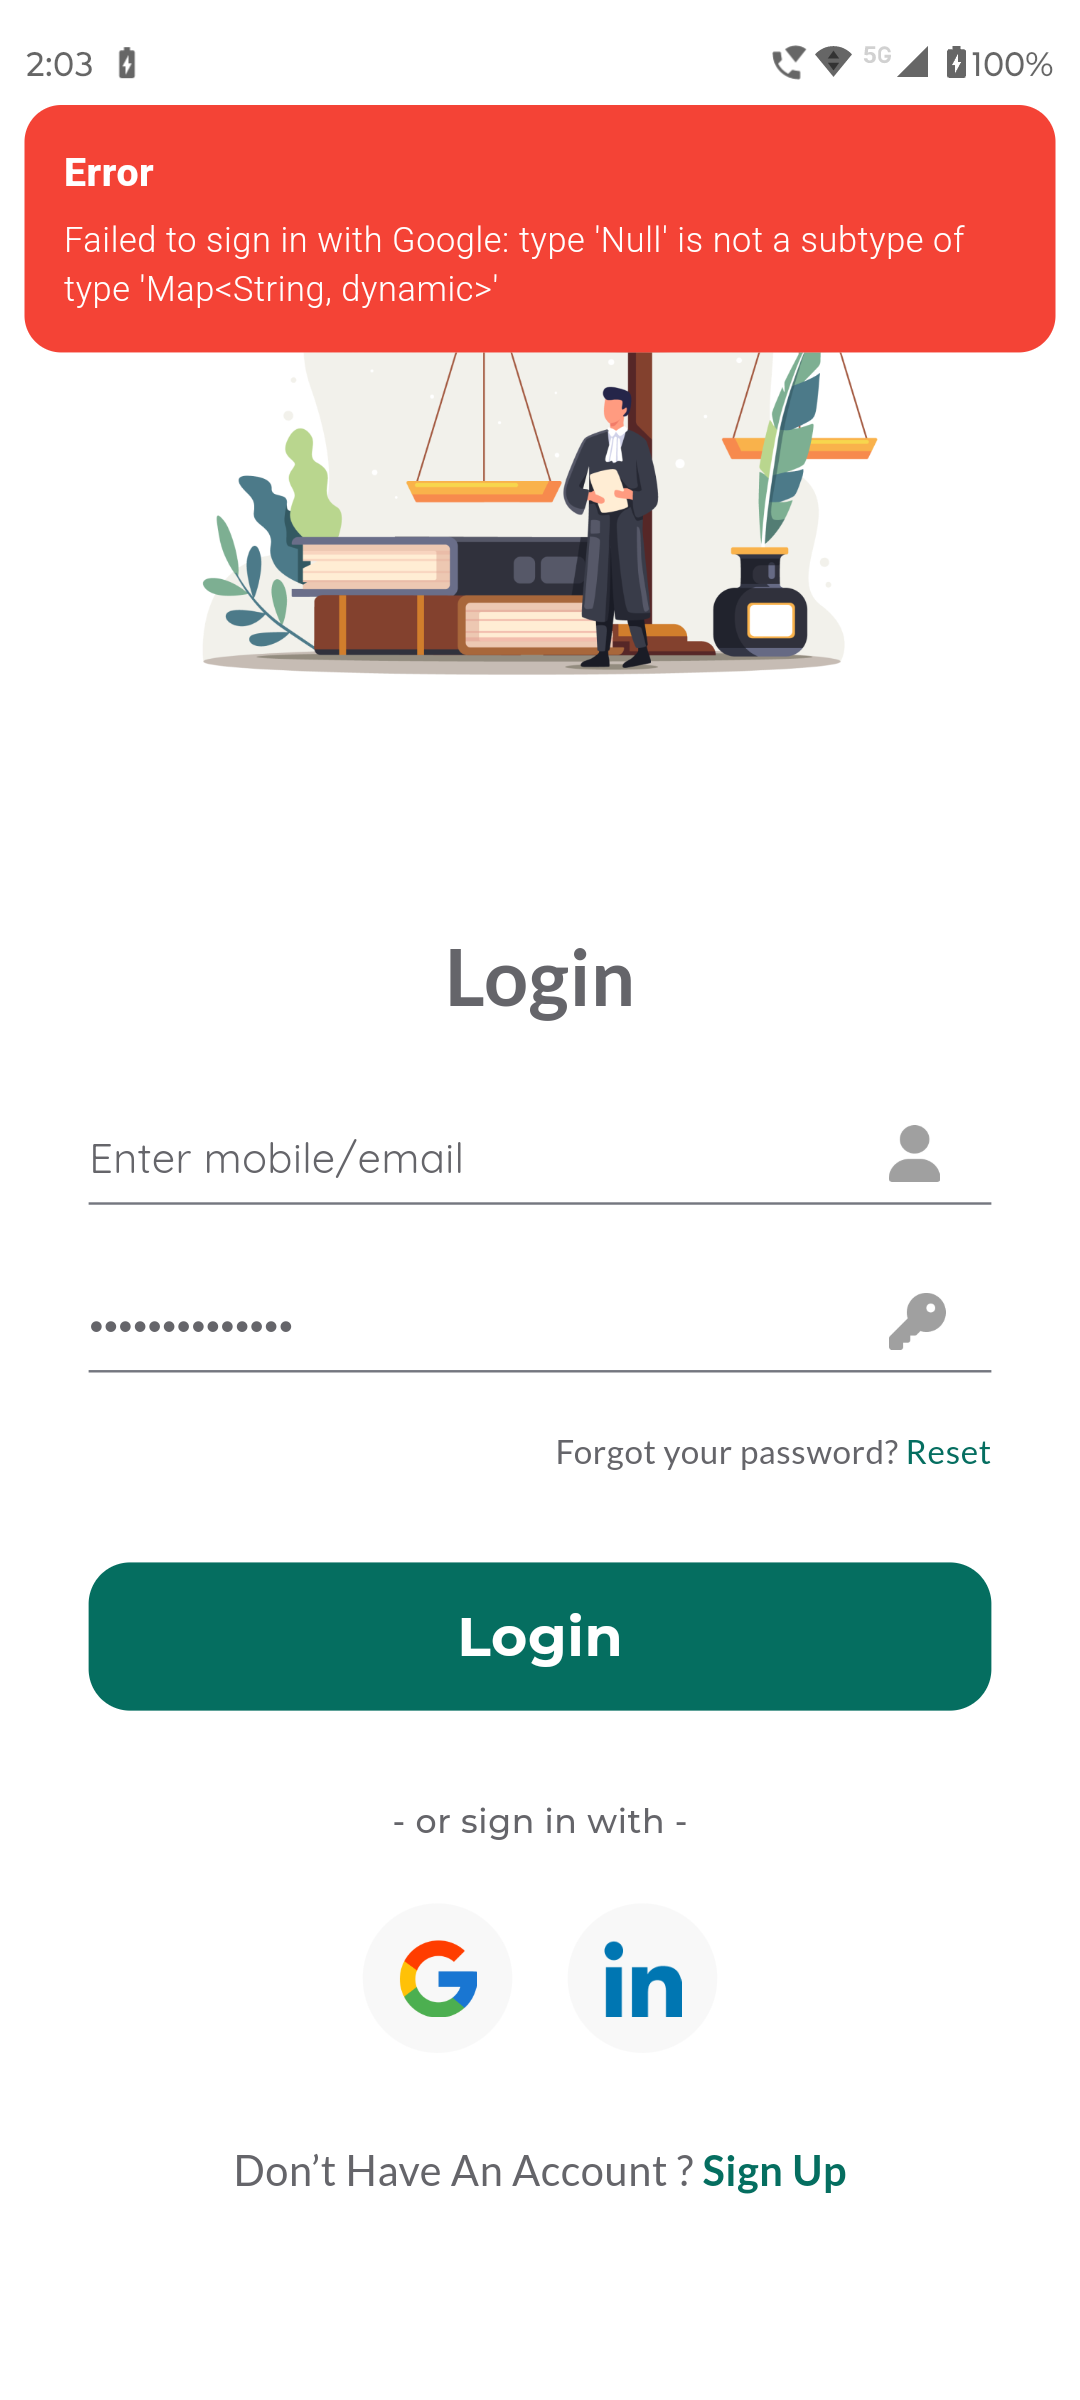 2:03 5G 100%
Error
Failed to sign in with Google: type 'Null' is not a subtype of
type 'Map<String, dynamic>'
Login
Enter mobile/email
••••••••••••••
Forgot your password? Reset
Login
- or sign in with -
G in
Don’t Have An Account ? Sign Up